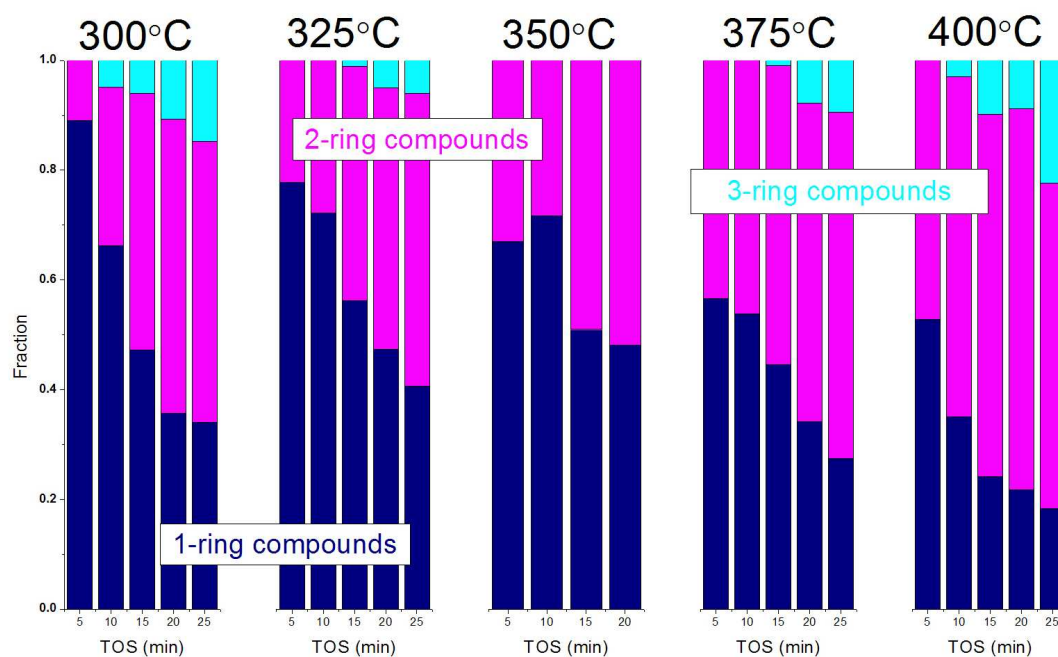 300°C 325°C 350°C 375°C 400°C
1.0
2-ring compounds
0.8
3-ring compounds
0.6
Fraction
0.4
0.2
1-ring compounds
0.0
5 10 15 20 25 5 10 15 20 25 5 10 15 20 5 10 15 20 25 5 10 15 20 25
TOS (min) TOS (min) TOS (min) TOS (min) TOS (min)